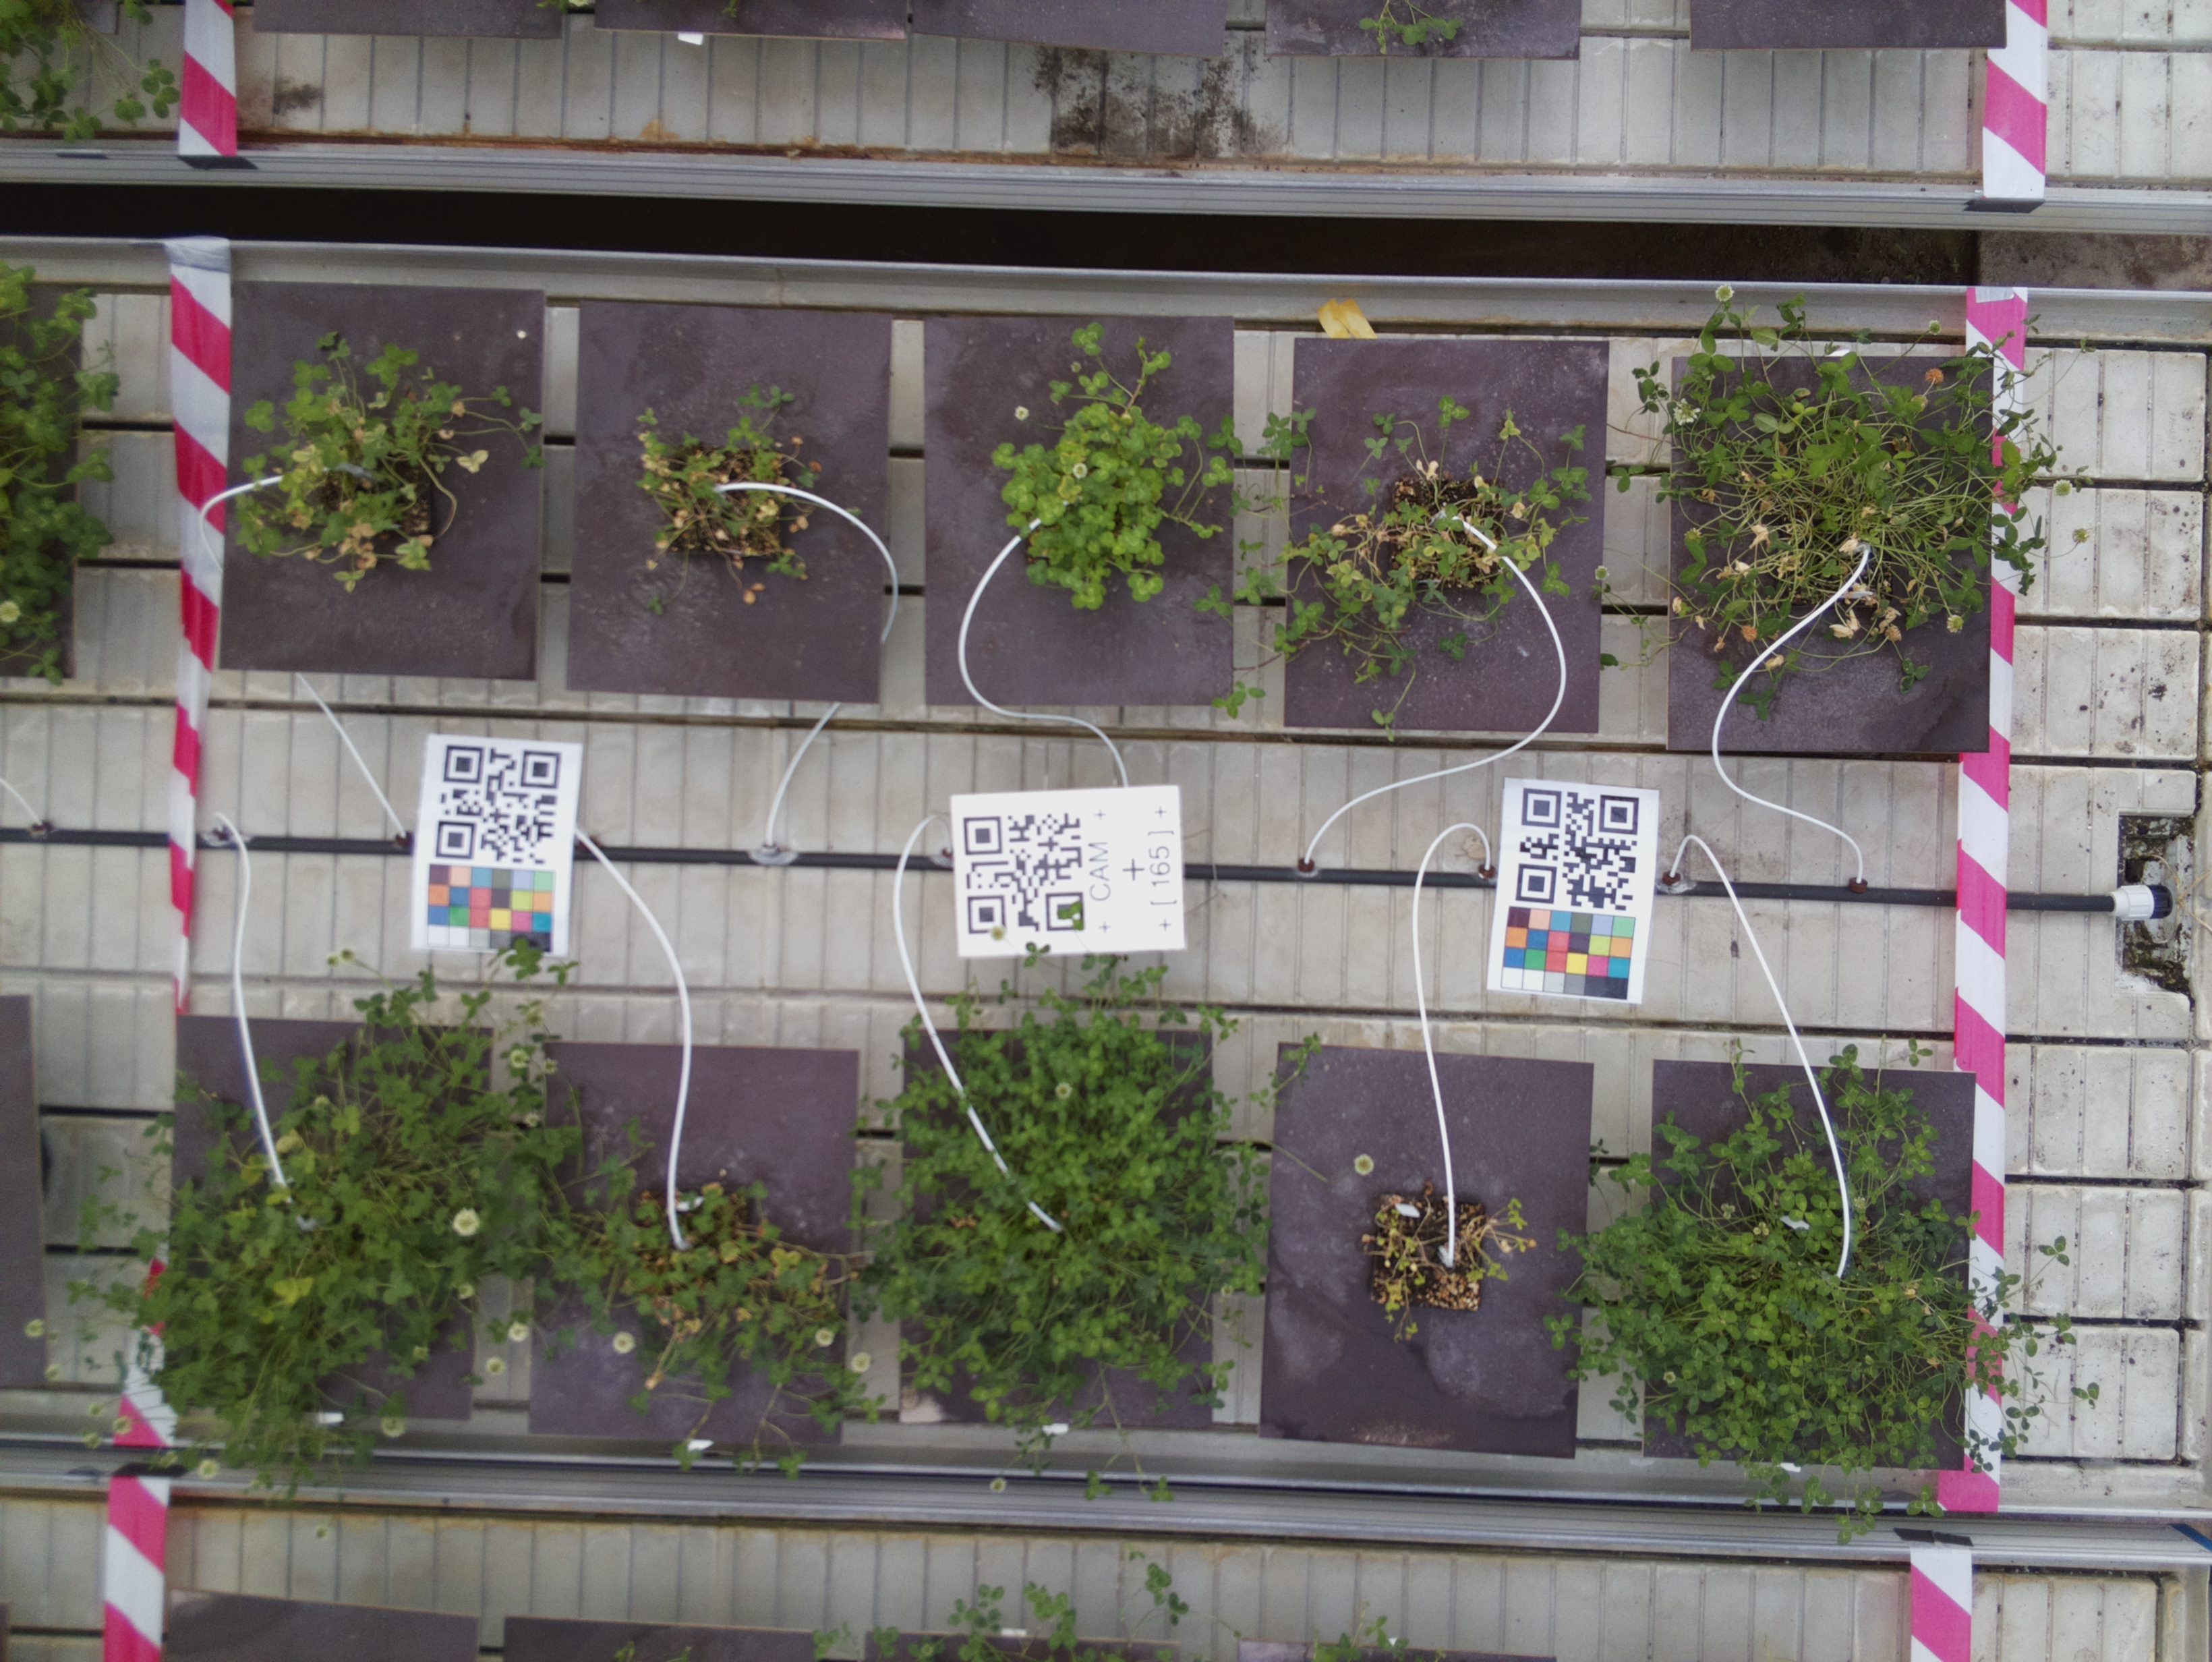 + CAM +
+
+ [ 165 ] +